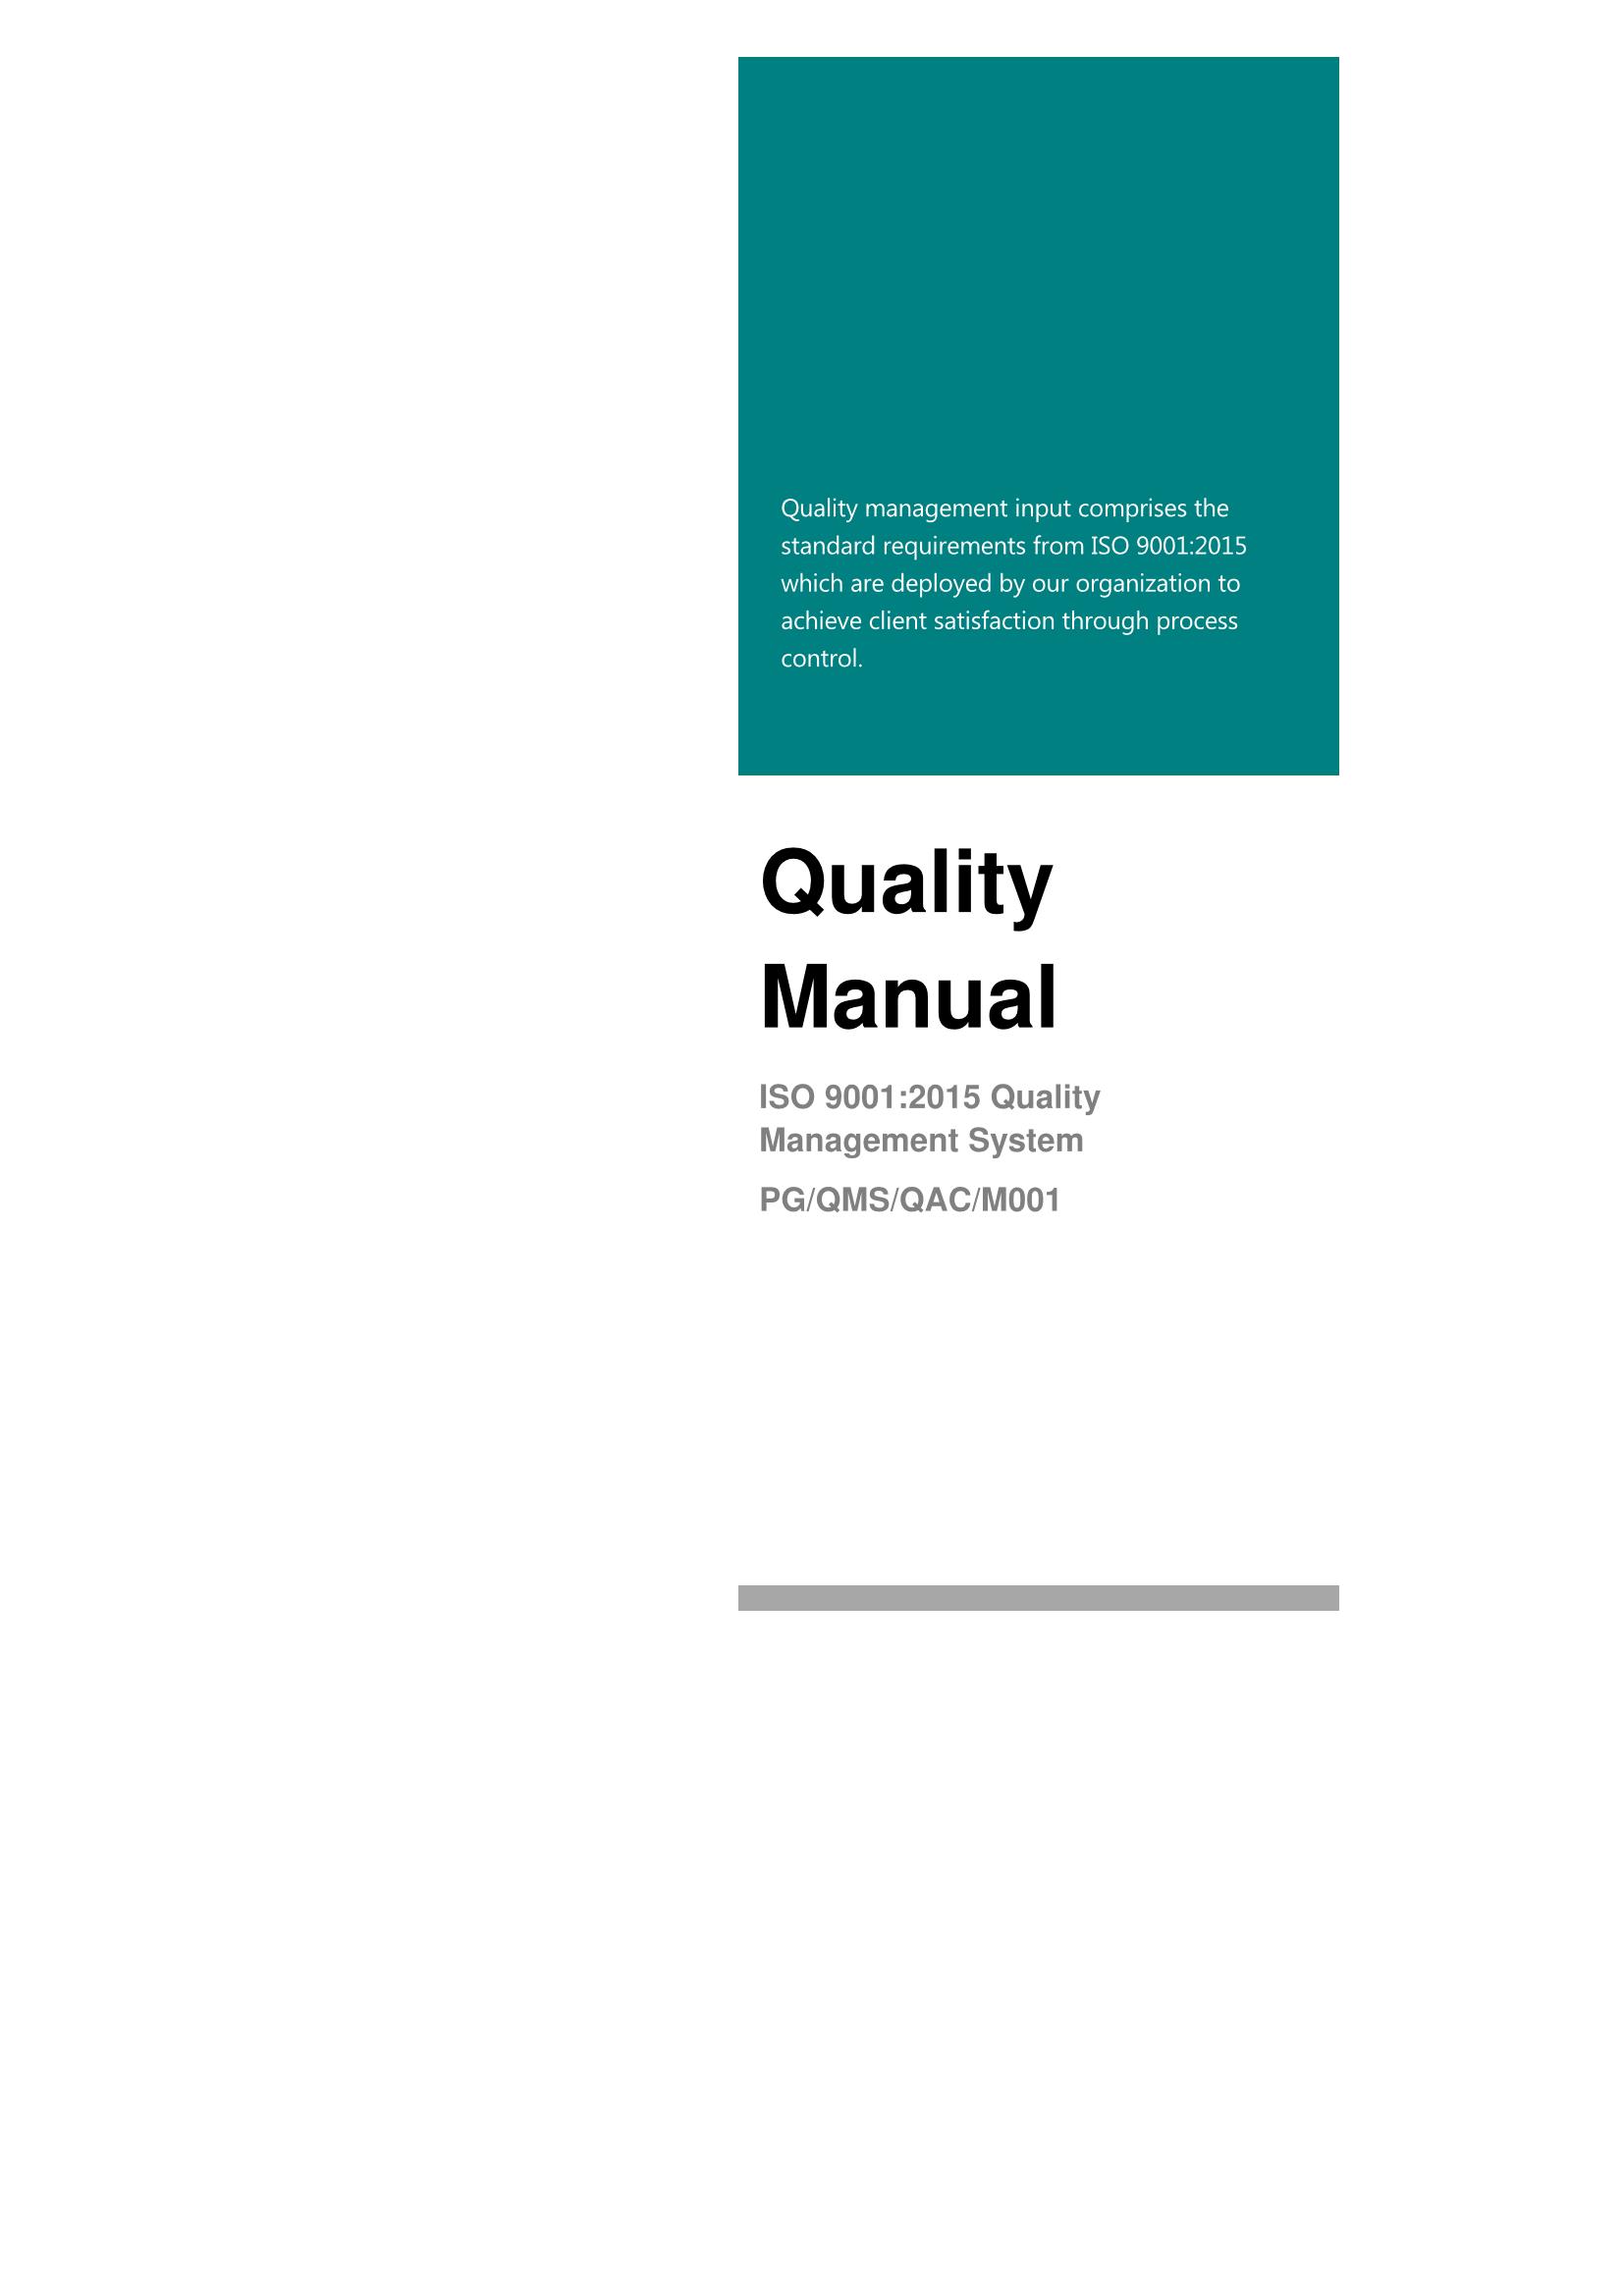 Quality management input comprises the
standard requirements from ISO 9001:2015
which are deployed by our organization to
achieve client satisfaction through process
control.
Quality
Manual
ISO 9001:2015 Quality
Management System
PG/QMS/QAC/M001